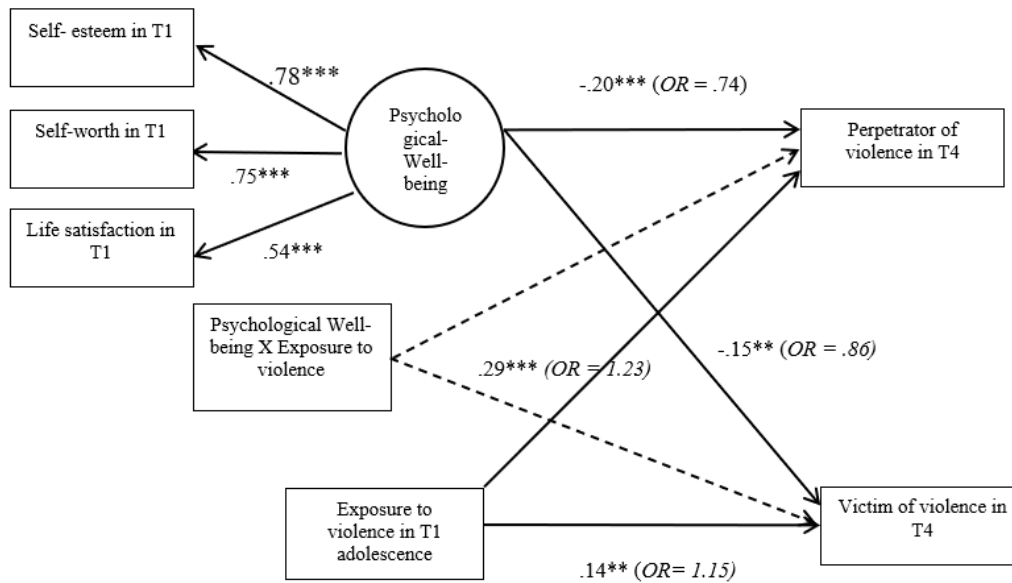 Self- esteem in T1
.78***
-.20*** (OR = .74)
Psycholo
gical-
Well-
being
Self-worth in T1
.75***
Perpetrator of
violence in T4
Life satisfaction in
T1
.54***
Psychological Well-
being X Exposure to
violence
-.15** (OR = .86)
.29*** (OR = 1.23)
Exposure to
violence in T1
adolescence
Victim of violence in
T4
.14** (OR= 1.15)